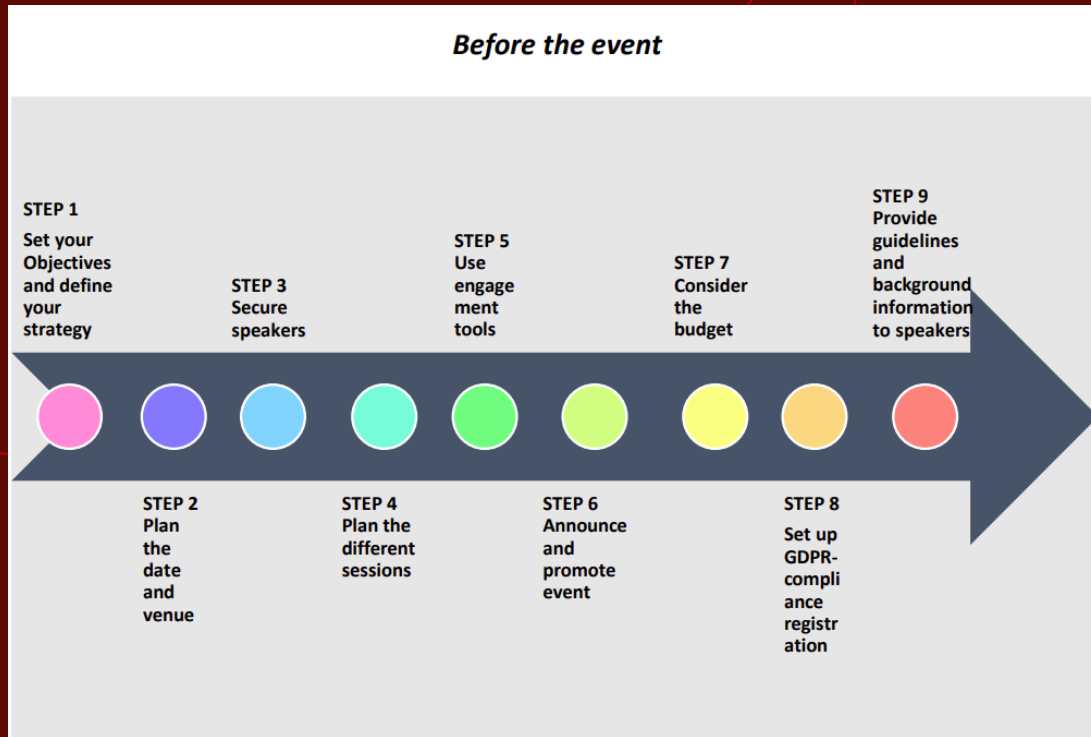 Before the event
STEP 1
Set your
Objectives
and define
your
strategy
STEP 2
Plan
the
date
and
venue
STEP 3
Secure
speakers
STEP 4
Plan the
different
sessions
STEP 5
Use
engage
ment
tools
STEP 6
Announce
and
promote
event
STEP 7
Consider
the
budget
STEP 8
Set up
GDPR-
compli
ance
registr
ation
STEP 9
Provide
guidelines
and
background
information
to speakers